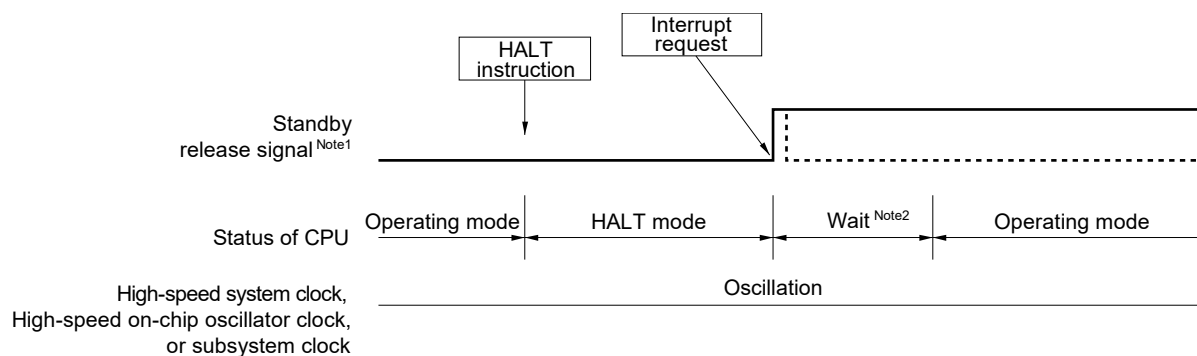 HALT
instruction
Interrupt
request
Standby
release signal Note1
Status of CPU
Operating mode
HALT mode
Wait Note2
Operating mode
High-speed system clock,
High-speed on-chip oscillator clock,
or subsystem clock
Oscillation